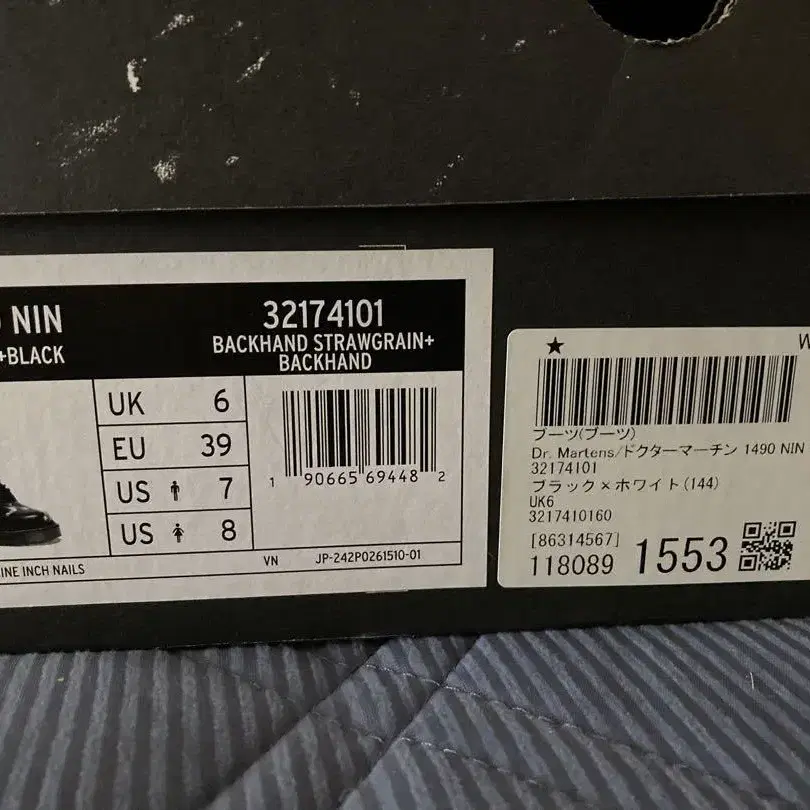 NIN
+BLACK
32174101
BACKHAND STRAWGRAIN+
BACKHAND
UK 6
EU 39
US 7
US 8
1 90665 69448 2
INE INCH NAILS
VN JP-242P0261510-01
★ W
ブーツ(ブーツ)
Dr. Martens/ドクターマーチン 1490 NIN
32174101
ブラック×ホワイト(144)
UK6
3217410160
[86314567]
118089 1553